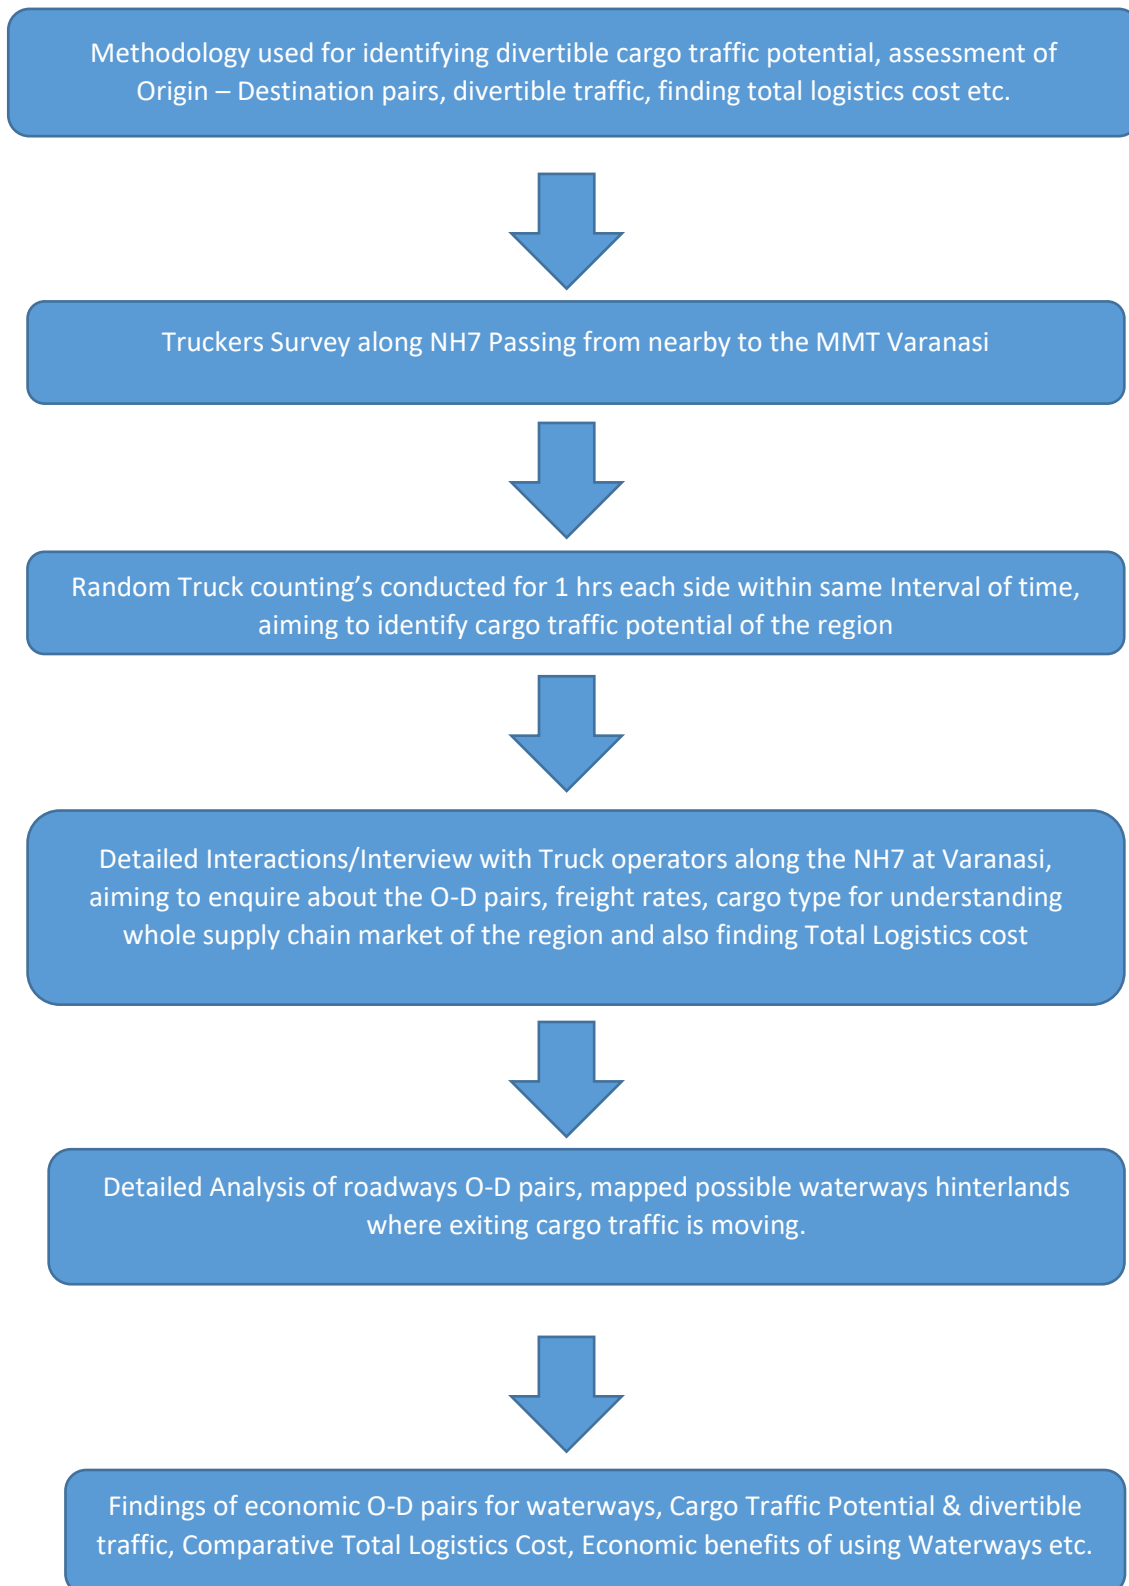 Methodology used for identifying divertible cargo traffic potential, assessment of
Origin – Destination pairs, divertible traffic, finding total logistics cost etc.
Truckers Survey along NH7 Passing from nearby to the MMT Varanasi
Random Truck counting’s conducted for 1 hrs each side within same Interval of time,
aiming to identify cargo traffic potential of the region
Detailed Interactions/Interview with Truck operators along the NH7 at Varanasi,
aiming to enquire about the O-D pairs, freight rates, cargo type for understanding
whole supply chain market of the region and also finding Total Logistics cost
Detailed Analysis of roadways O-D pairs, mapped possible waterways hinterlands
where exiting cargo traffic is moving.
Findings of economic O-D pairs for waterways, Cargo Traffic Potential & divertible
traffic, Comparative Total Logistics Cost, Economic benefits of using Waterways etc.